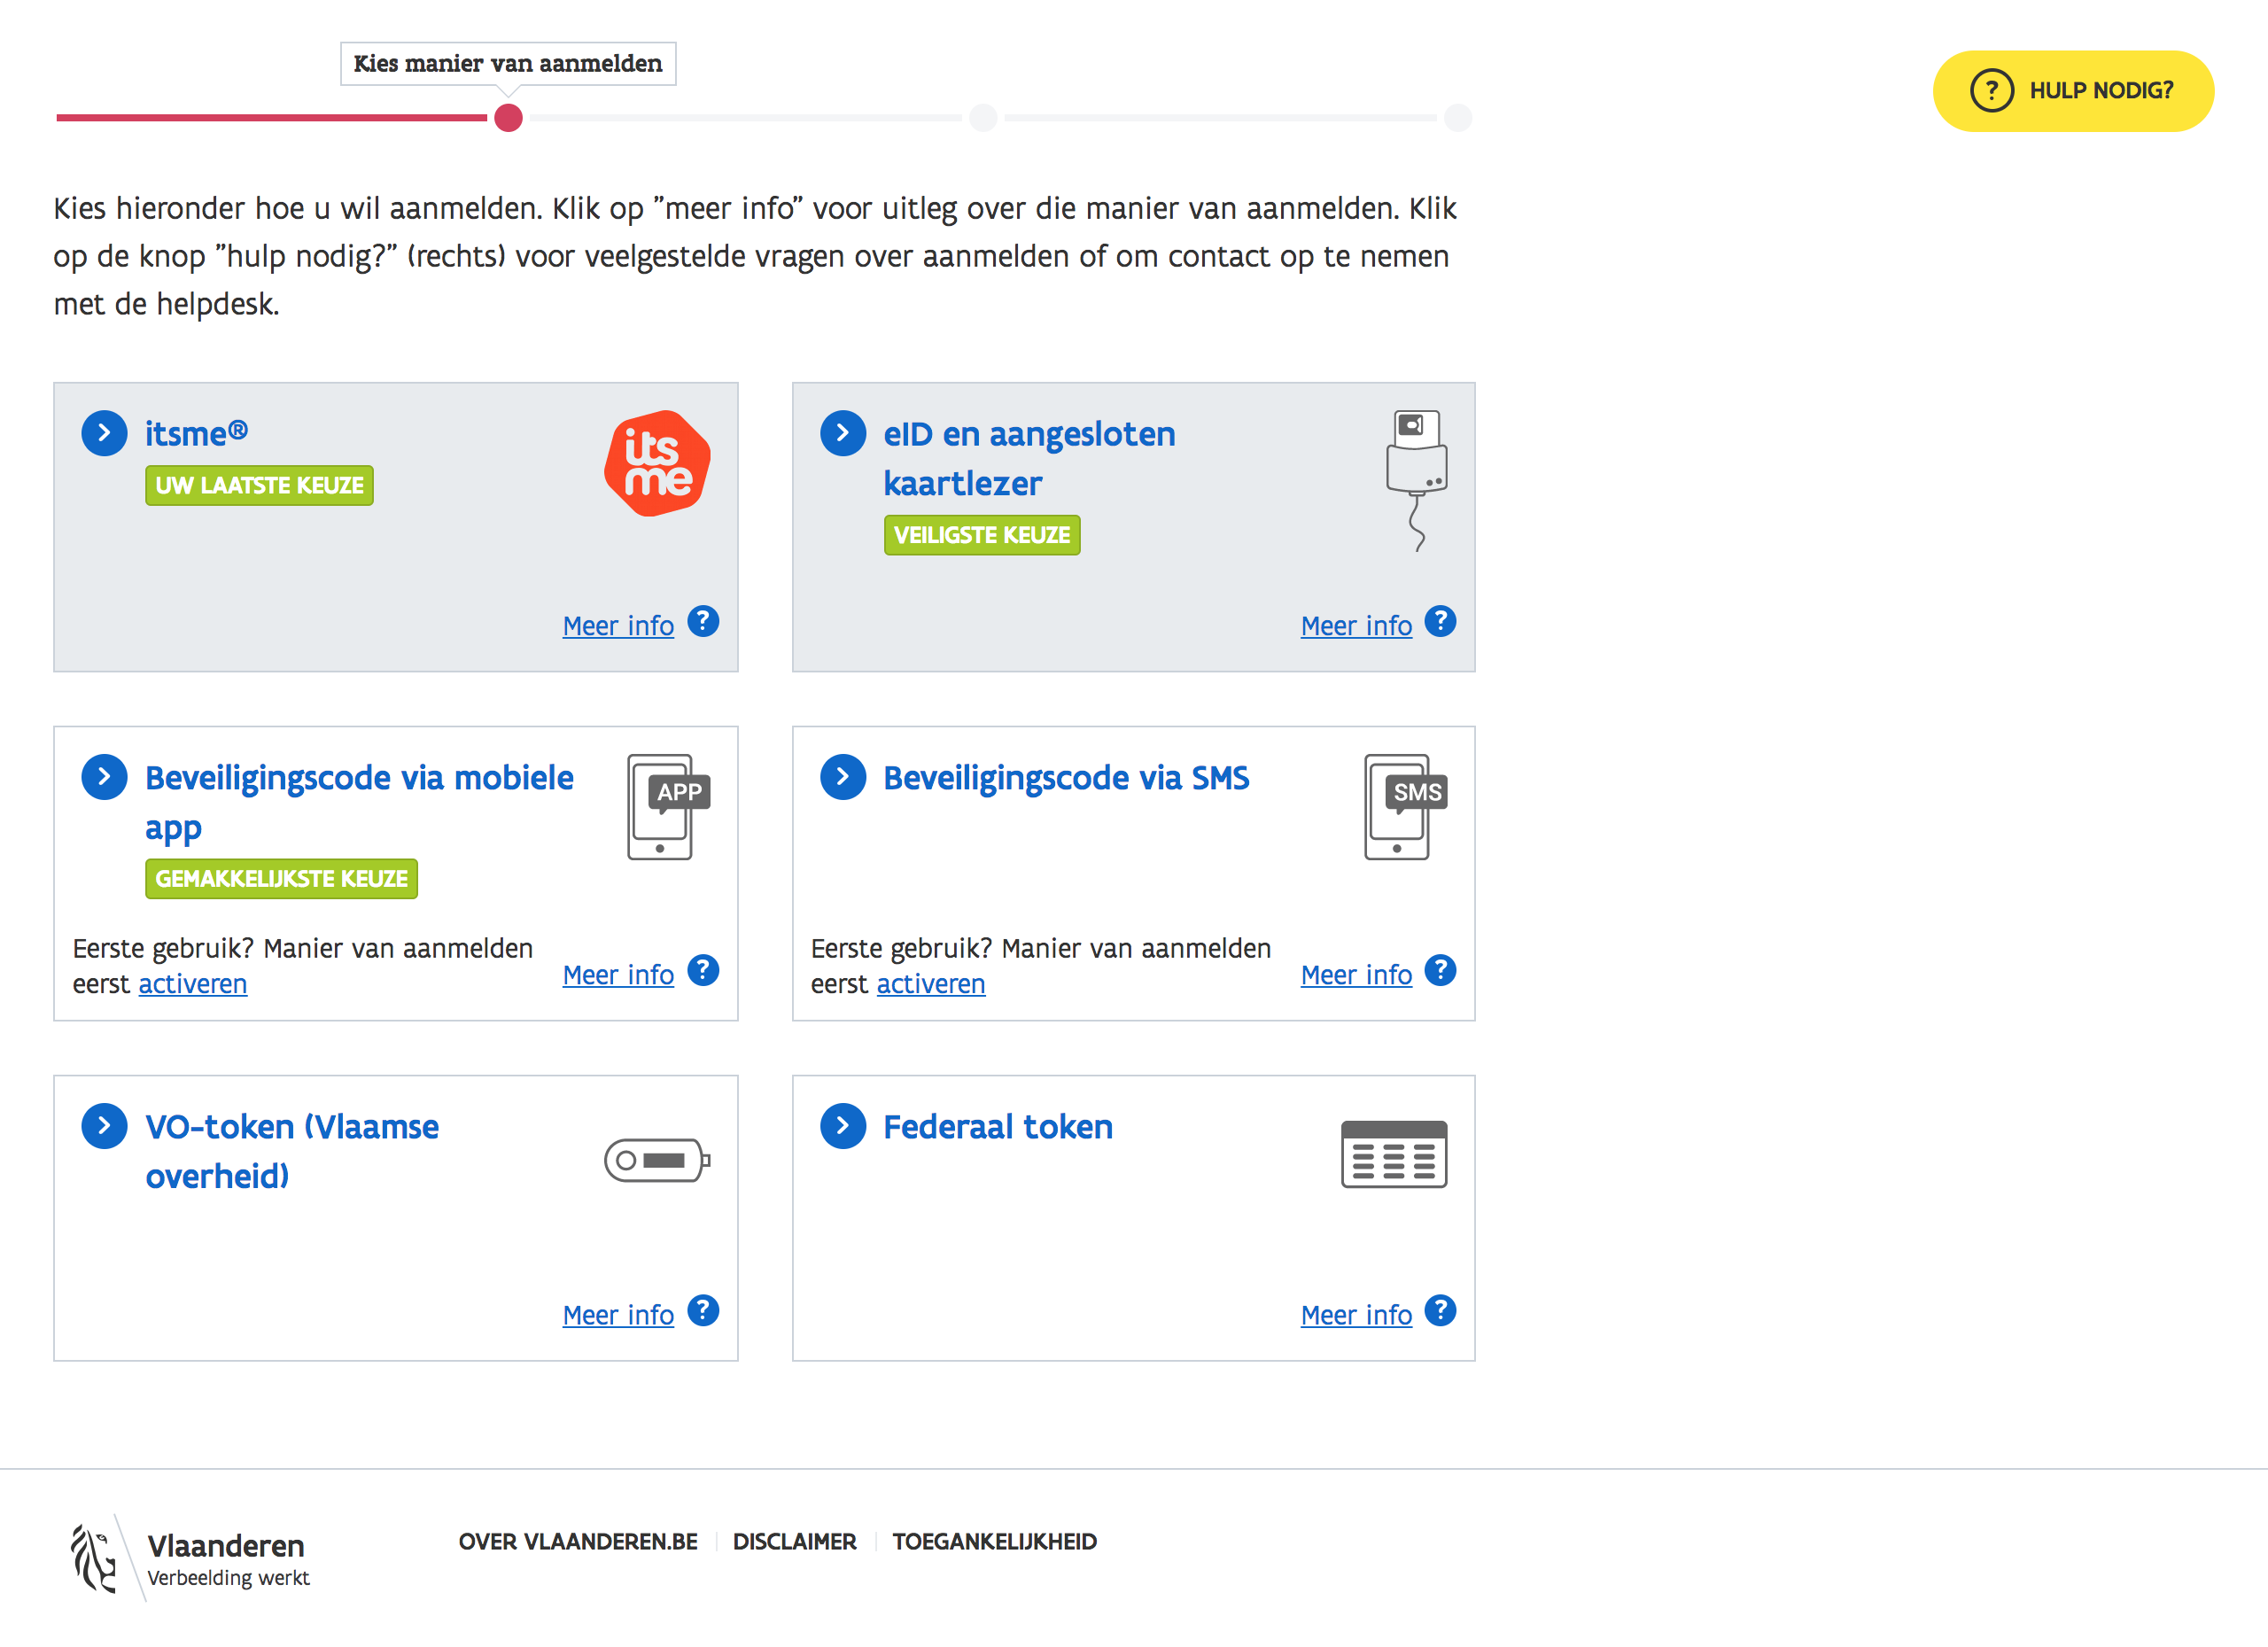 Kies manier van aanmelden
? HULP NODIG?
Kies hieronder hoe u wil aanmelden. Klik op ”meer info” voor uitleg over die manier van aanmelden. Klik
op de knop ”hulp nodig?” (rechts) voor veelgestelde vragen over aanmelden of om contact op te nemen
met de helpdesk.
itsme®
UW LAATSTE KEUZE
its
me
Meer info ?
eID en aangesloten
kaartlezer
VEILIGSTE KEUZE
Meer info ?
Beveiligingscode via mobiele
app
GEMAKKELIJKSTE KEUZE
APP
Eerste gebruik? Manier van aanmelden
eerst activeren
Meer info ?
Beveiligingscode via SMS
SMS
Eerste gebruik? Manier van aanmelden
eerst activeren
Meer info ?
VO-token (Vlaamse
overheid)
Meer info ?
Federaal token
Meer info ?
Vlaanderen
Verbeelding werkt
OVER VLAANDEREN.BE
DISCLAIMER
TOEGANKELIJKHEID